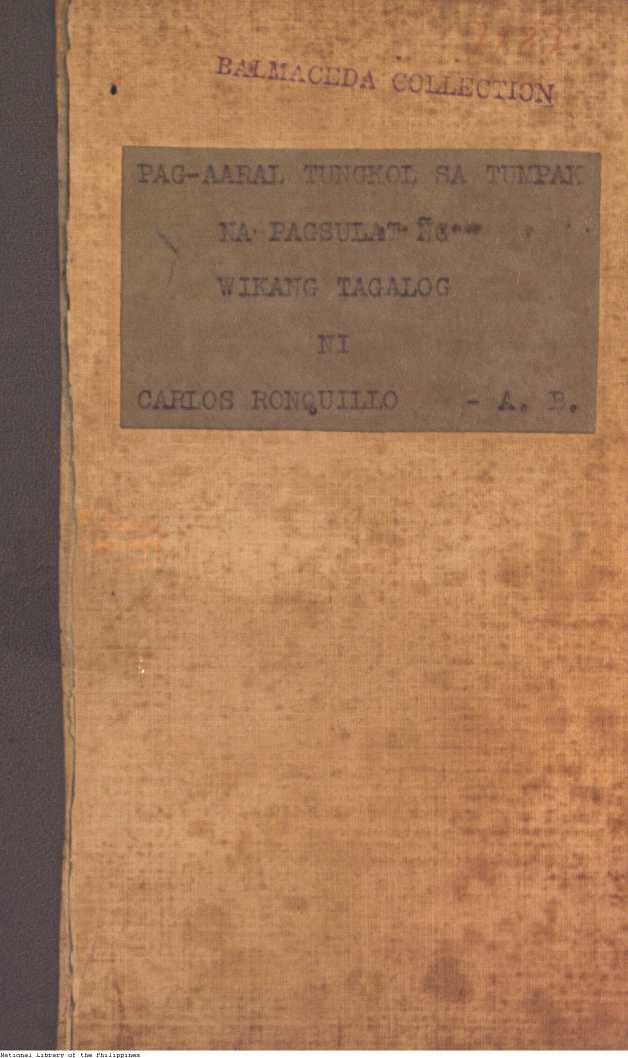 BALMACEDA COLLECTION
PAG-AARAL TUNGKOL SA TUMPAK
NA PAGSULAT ÑG
WIKANG TAGALOG
NI
CARLOS RONQUILLO - A. B.
National Library of the Philippines